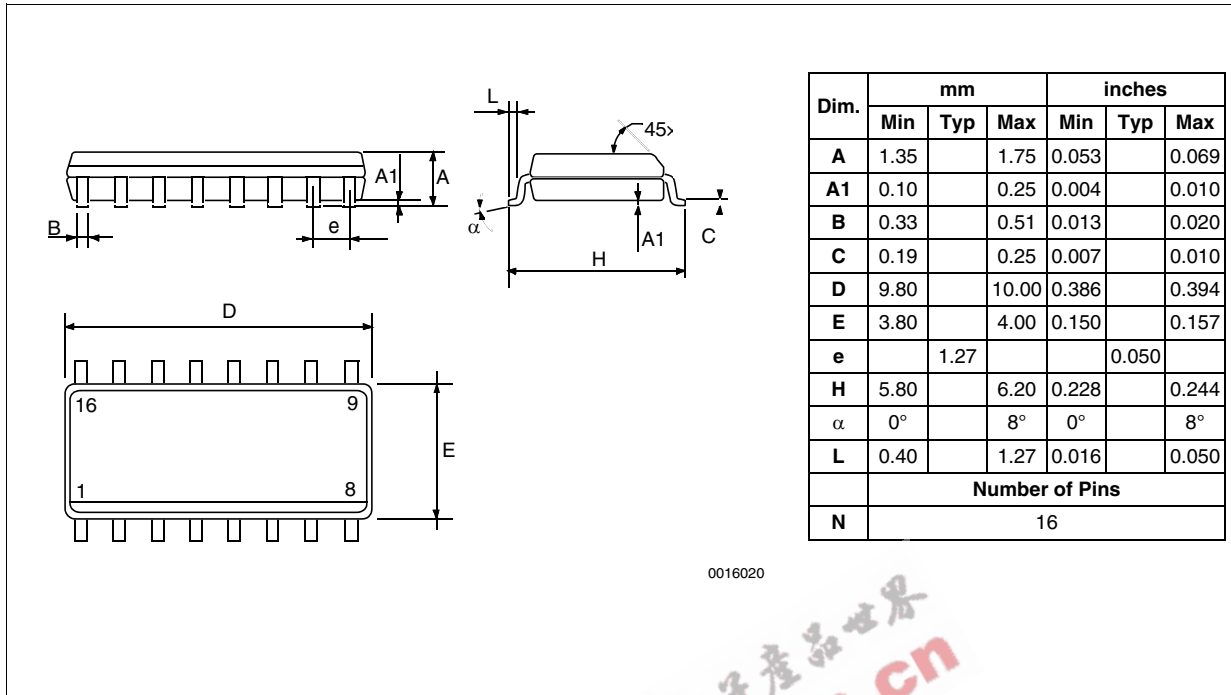 L
45›
A1
A
B
e
α
A1
C
H
D
16
9
E
1
8
Dim. mm inches
Min Typ Max Min Typ Max
A 1.35 1.75 0.053 0.069
A1 0.10 0.25 0.004 0.010
B 0.33 0.51 0.013 0.020
C 0.19 0.25 0.007 0.010
D 9.80 10.00 0.386 0.394
E 3.80 4.00 0.150 0.157
e 1.27 0.050
H 5.80 6.20 0.228 0.244
α 0° 8° 0° 8°
L 0.40 1.27 0.016 0.050
Number of Pins
N 16
0016020
產品世界
cn